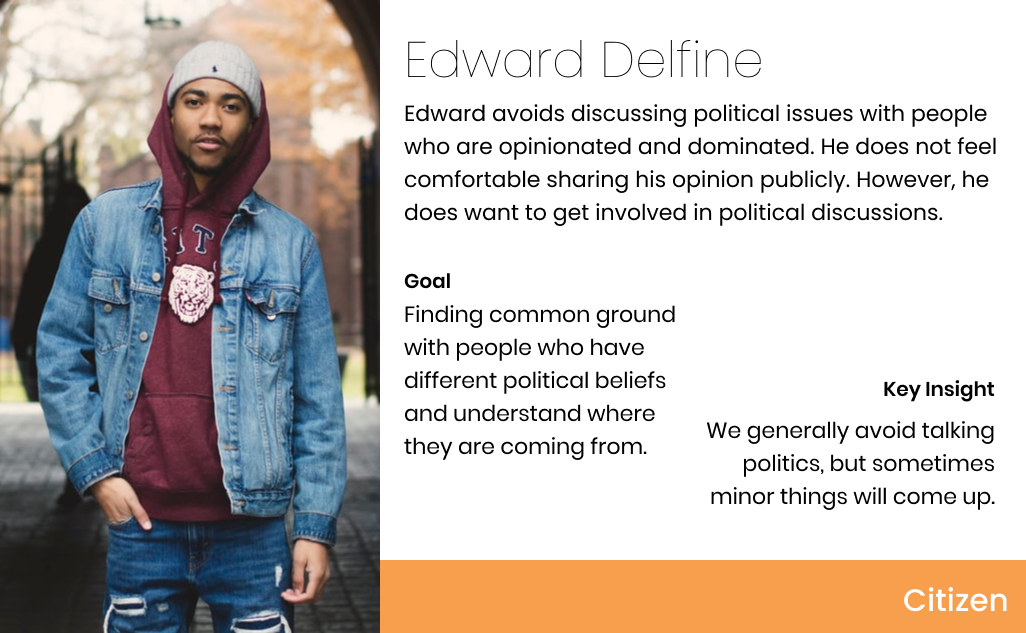 Edward Delfine
Edward avoids discussing political issues with people
who are opinionated and dominated. He does not feel
comfortable sharing his opinion publicly. However, he
does want to get involved in political discussions.
Goal
Finding common ground
with people who have
different political beliefs
and understand where
they are coming from.
Key Insight
We generally avoid talking
politics, but sometimes
minor things will come up.
Citizen